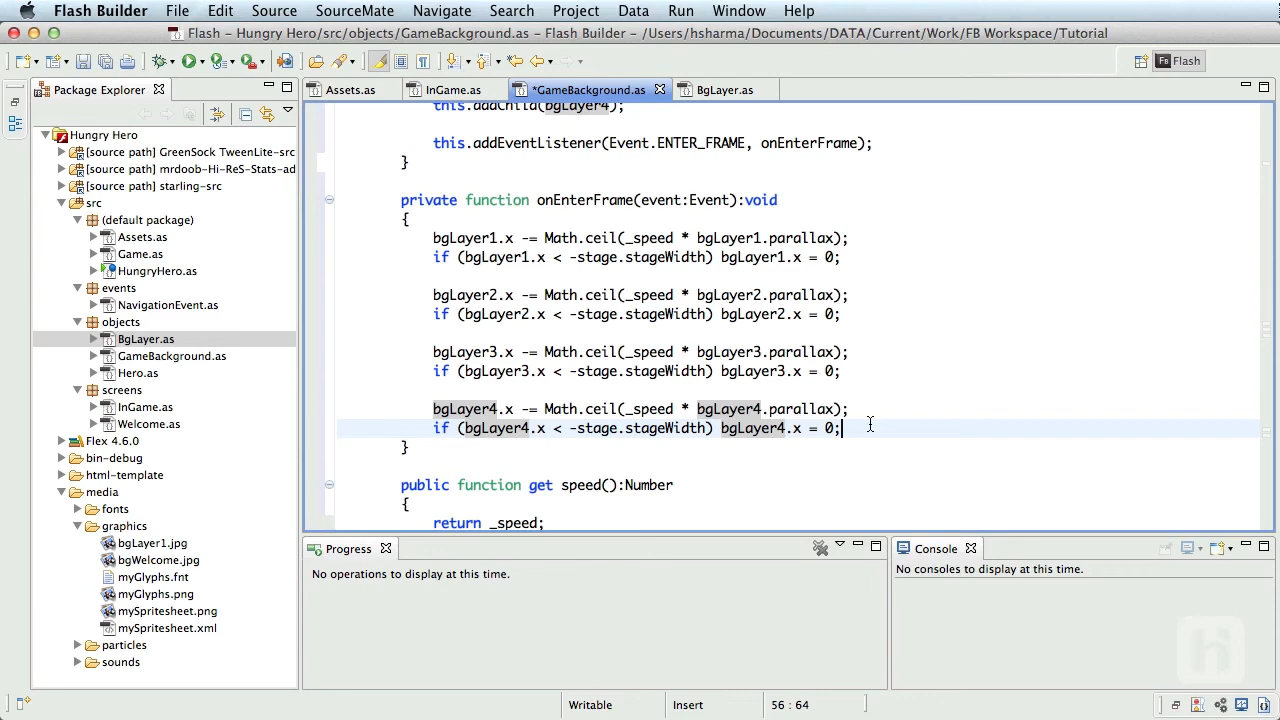 Flash Builder File Edit Source SourceMate Navigate Search Project Data Run Window Help
Flash - Hungry Hero/src/objects/GameBackground.as - Flash Builder - /Users/hsharma/Documents/DATA/Current/Work/FB Workspace/Tutorial
Fb Flash
Package Explorer
Assets.as InGame.as *GameBackground.as BgLayer.as
Hungry Hero
[source path] GreenSock TweenLite-src
[source path] mrdoob-Hi-ReS-Stats-ad
[source path] starling-src
src
(default package)
Assets.as
Game.as
HungryHero.as
events
NavigationEvent.as
objects
BgLayer.as
GameBackground.as
Hero.as
screens
InGame.as
Welcome.as
Flex 4.6.0
bin-debug
html-template
media
fonts
graphics
bgLayer1.jpg
bgWelcome.jpg
myGlyphs.fnt
myGlyphs.png
mySpritesheet.png
mySpritesheet.xml
particles
sounds
this.addChild(bgLayer4);
this.addEventListener(Event.ENTER_FRAME, onEnterFrame);
}
private function onEnterFrame(event:Event):void
{
bgLayer1.x -= Math.ceil(_speed * bgLayer1.parallax);
if (bgLayer1.x < -stage.stageWidth) bgLayer1.x = 0;
bgLayer2.x -= Math.ceil(_speed * bgLayer2.parallax);
if (bgLayer2.x < -stage.stageWidth) bgLayer2.x = 0;
bgLayer3.x -= Math.ceil(_speed * bgLayer3.parallax);
if (bgLayer3.x < -stage.stageWidth) bgLayer3.x = 0;
bgLayer4.x -= Math.ceil(_speed * bgLayer4.parallax);
if (bgLayer4.x < -stage.stageWidth) bgLayer4.x = 0;
}
public function get speed():Number
{
return _speed;
Progress
No operations to display at this time.
Console
No consoles to display at this time.
hi
Writable Insert 56 : 64